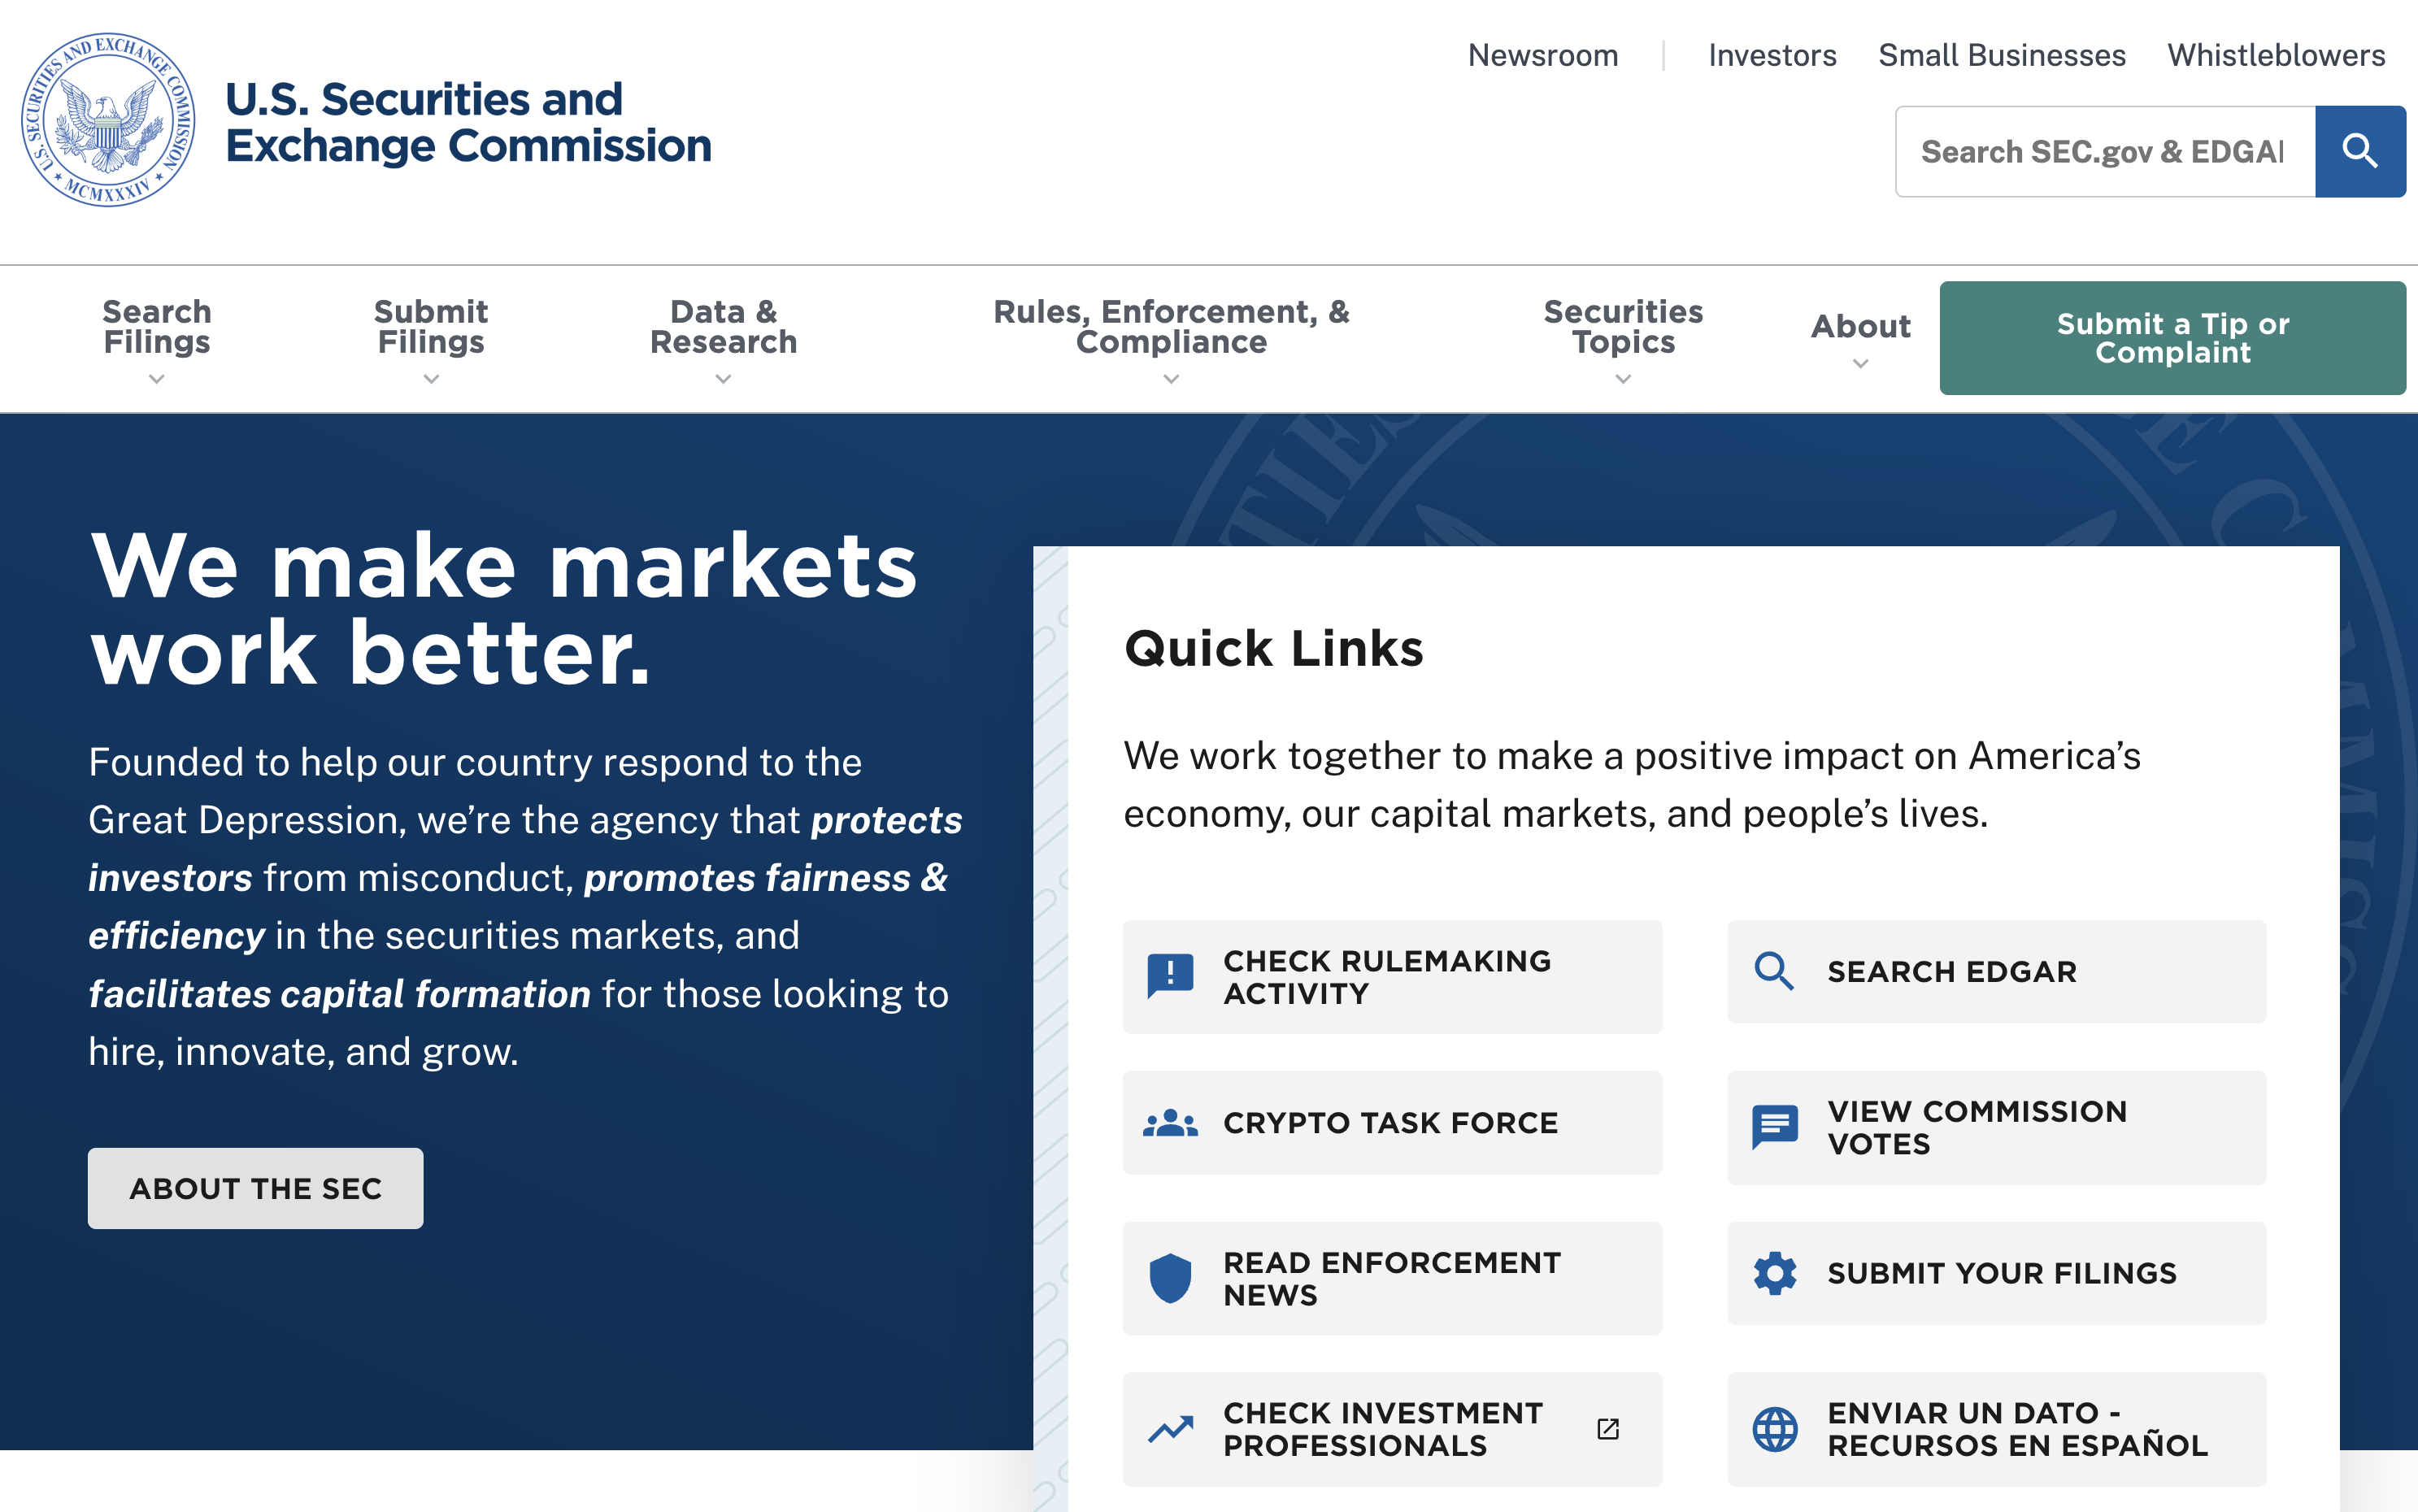 U.S. SECURITIES AND EXCHANGE COMMISSION
★ MCMXXXIV ★
U.S. Securities and
Exchange Commission
Newsroom
Investors
Small Businesses
Whistleblowers
Search SEC.gov & EDGA
Search
Filings
Submit
Filings
Data &
Research
Rules, Enforcement, &
Compliance
Securities
Topics
About
Submit a Tip or
Complaint
We make markets
work better.
Founded to help our country respond to the
Great Depression, we’re the agency that protects
investors from misconduct, promotes fairness &
efficiency in the securities markets, and
facilitates capital formation for those looking to
hire, innovate, and grow.
ABOUT THE SEC
Quick Links
We work together to make a positive impact on America’s
economy, our capital markets, and people’s lives.
CHECK RULEMAKING
ACTIVITY
SEARCH EDGAR
CRYPTO TASK FORCE
VIEW COMMISSION
VOTES
READ ENFORCEMENT
NEWS
SUBMIT YOUR FILINGS
CHECK INVESTMENT
PROFESSIONALS
ENVIAR UN DATO -
RECURSOS EN ESPAÑOL